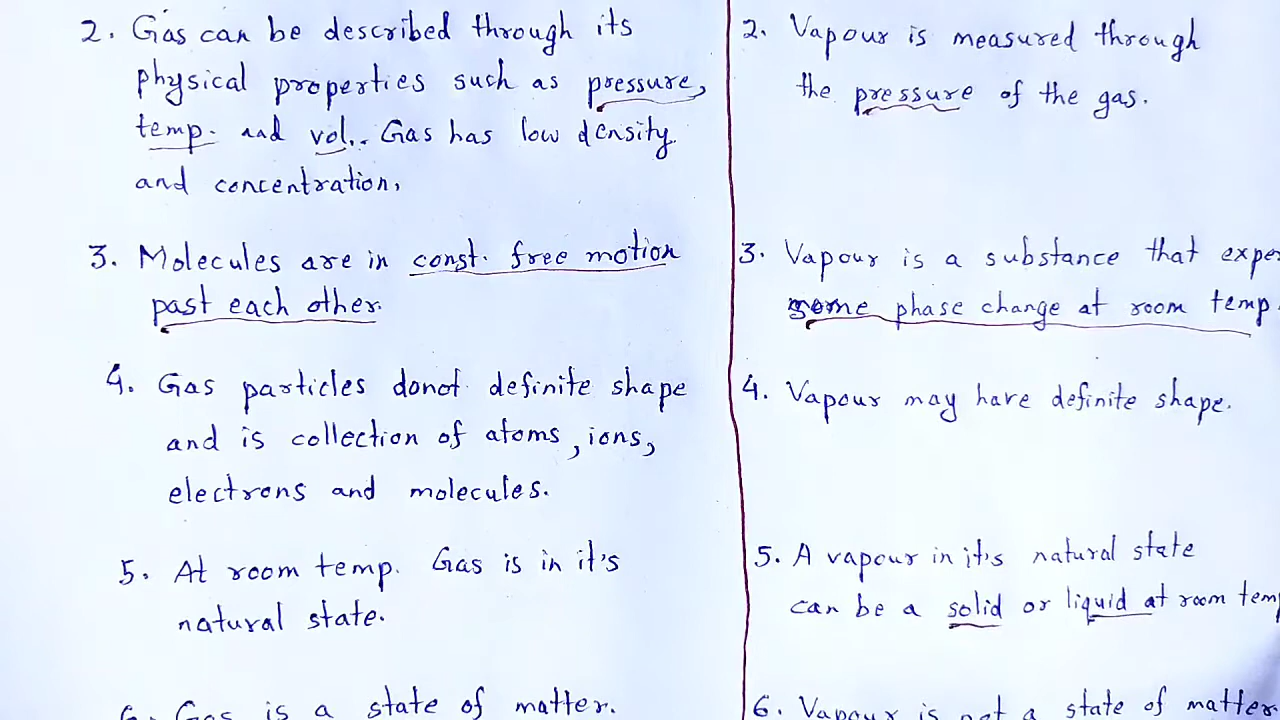 2. Gas can be described through its
physical properties such as pressure,
temp. and vol.. Gas has low density
and concentration,
3. Molecules are in const. free motion
past each other.
4. Gas particles donot definite shape
and is collection of atoms, ions,
electrons and molecules.
5. At room temp. Gas is in it's
natural state.
6. Gas is a state of matter.
2. Vapour is measured through
the pressure of the gas.
3. Vapour is a substance that expe
some phase change at room temp.
4. Vapour may have definite shape.
5. A vapour in it's natural state
can be a solid or liquid at room temp
6. Vapour is not a state of matter.